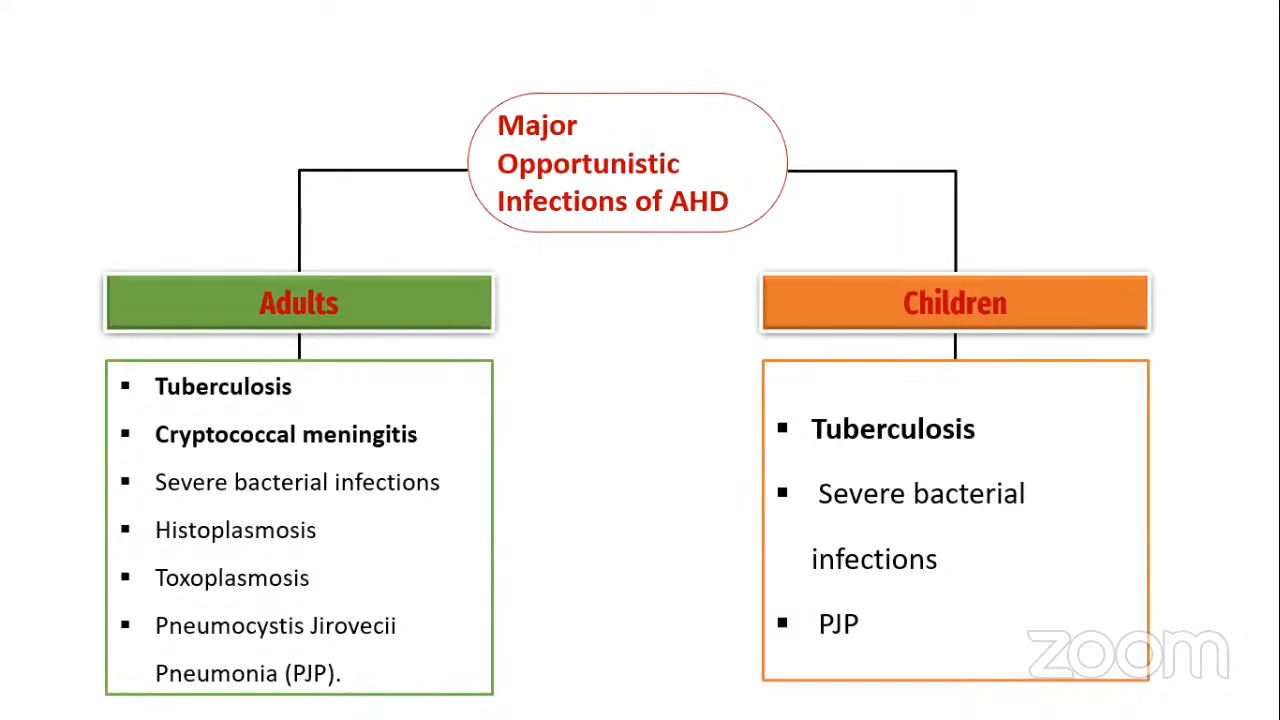 Major
Opportunistic
Infections of AHD
Adults
▪ Tuberculosis
▪ Cryptococcal meningitis
▪ Severe bacterial infections
▪ Histoplasmosis
▪ Toxoplasmosis
▪ Pneumocystis Jirovecii
Pneumonia (PJP).
Children
▪ Tuberculosis
▪ Severe bacterial
infections
▪ PJP
zoom